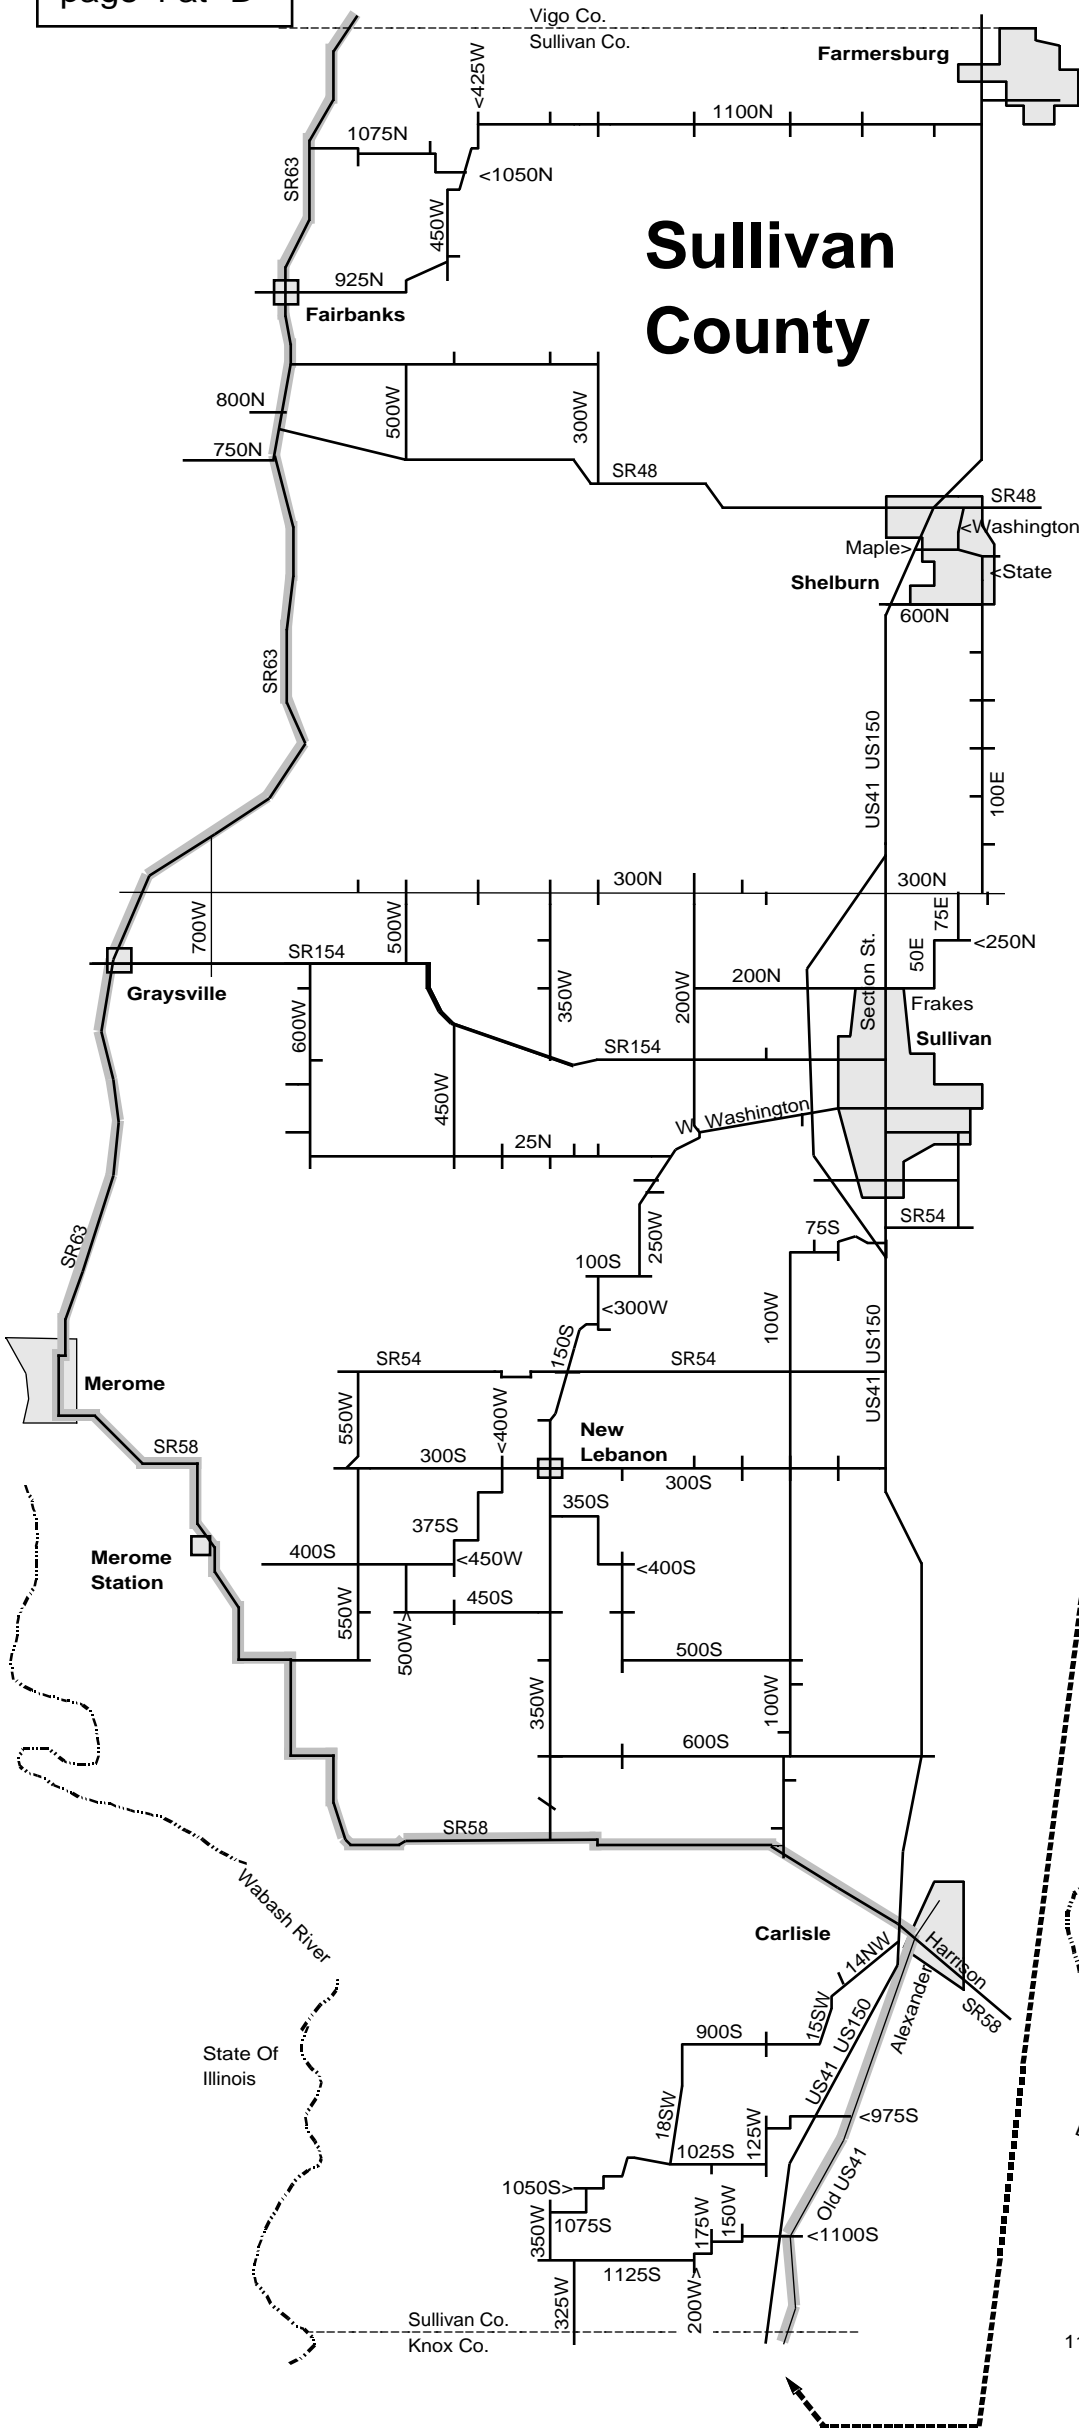 page 4 at "B"
Vigo Co.
Sullivan Co.
Farmersburg
<425W
1100N
1075N
<1050N
SR63
450W
Sullivan
County
925N
Fairbanks
800N
500W
300W
750N
SR48
SR48
<Washington
Maple>
<State
Shelburn
600N
SR63
US41 US150
100E
300N
300N
700W
500W
75E
SR154
350W
200W
Section St.
50E
<250N
200N
Graysville
Frakes
600W
Sullivan
SR154
450W
W. Washington
25N
SR63
250W
75S
SR54
100S
<300W
100W
US41 US150
150S
SR54
SR54
Merome
550W
<400W
New
Lebanon
SR58
300S
300S
350S
375S
Merome
Station
400S
<450W
<400S
450S
550W
500W>
500S
350W
100W
600S
SR58
Wabash River
Carlisle
14NW
Harrison
SR58
15SW
US41 US150
Alexander
900S
State Of
Illinois
18SW
125W
<975S
1025S
Old US41
1050S>
350W
1075S
175W
150W
<1100S
1125S
325W
200W>
Sullivan Co.
Knox Co.
11